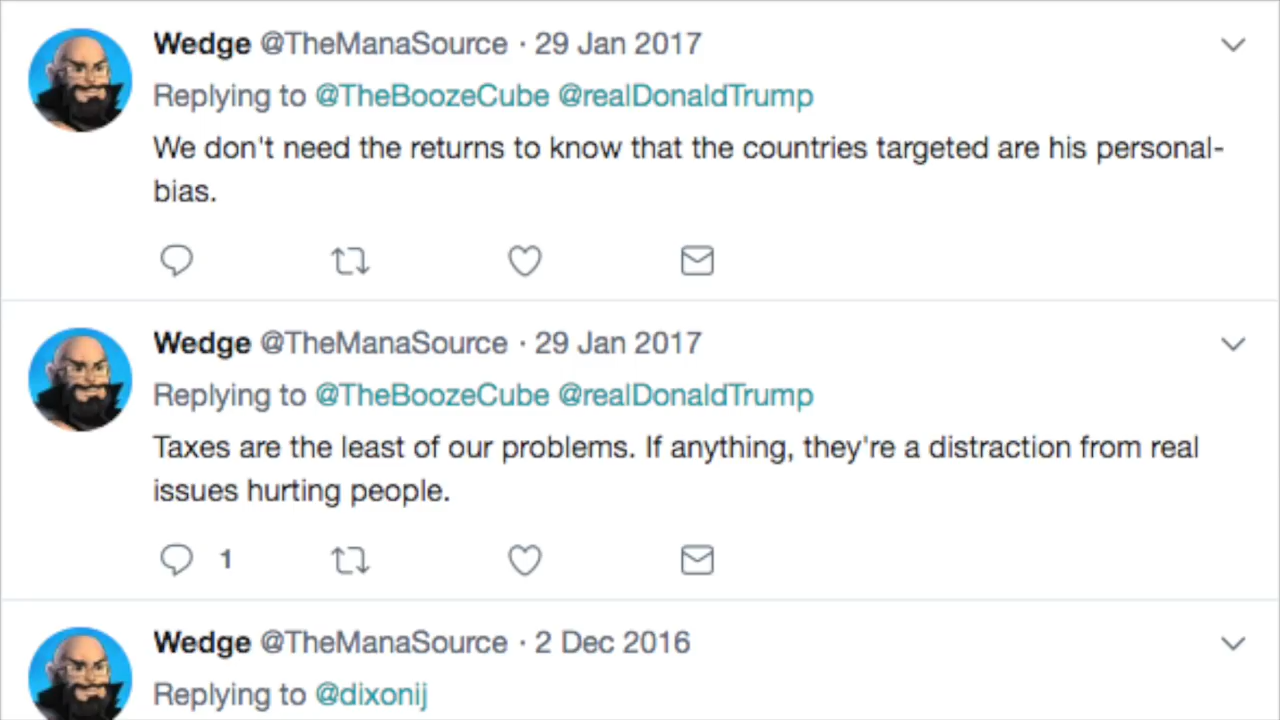 Wedge @TheManaSource · 29 Jan 2017
Replying to @TheBoozeCube @realDonaldTrump
We don't need the returns to know that the countries targeted are his personal-
bias.
Wedge @TheManaSource · 29 Jan 2017
Replying to @TheBoozeCube @realDonaldTrump
Taxes are the least of our problems. If anything, they're a distraction from real
issues hurting people.
1
Wedge @TheManaSource · 2 Dec 2016
Replying to @dixonij